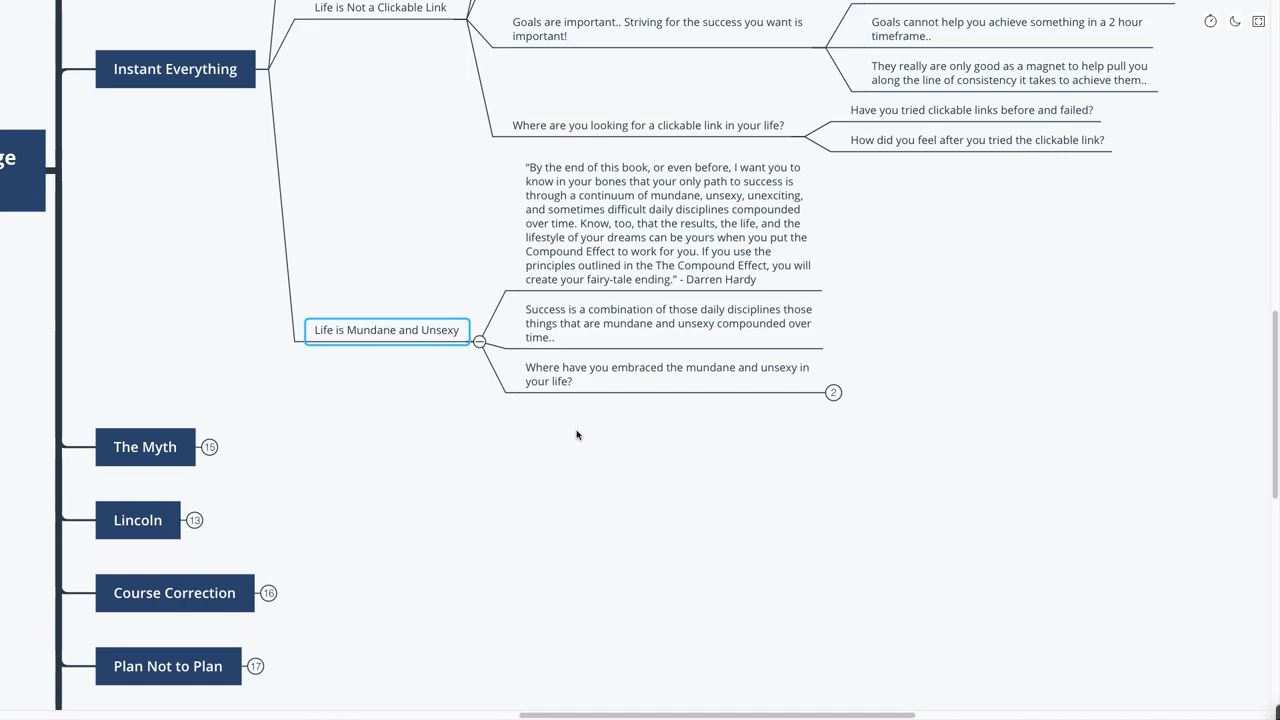 Life is Not a Clickable Link
Goals are important.. Striving for the success you want is
important!
Goals cannot help you achieve something in a 2 hour
timeframe..
They really are only good as a magnet to help pull you
along the line of consistency it takes to achieve them..
Instant Everything
Where are you looking for a clickable link in your life?
Have you tried clickable links before and failed?
How did you feel after you tried the clickable link?
ge
“By the end of this book, or even before, I want you to
know in your bones that your only path to success is
through a continuum of mundane, unsexy, unexciting,
and sometimes difficult daily disciplines compounded
over time. Know, too, that the results, the life, and the
lifestyle of your dreams can be yours when you put the
Compound Effect to work for you. If you use the
principles outlined in the The Compound Effect, you will
create your fairy-tale ending.” - Darren Hardy
Life is Mundane and Unsexy
Success is a combination of those daily disciplines those
things that are mundane and unsexy compounded over
time..
Where have you embraced the mundane and unsexy in
your life?
2
The Myth
15
Lincoln
13
Course Correction
16
Plan Not to Plan
17